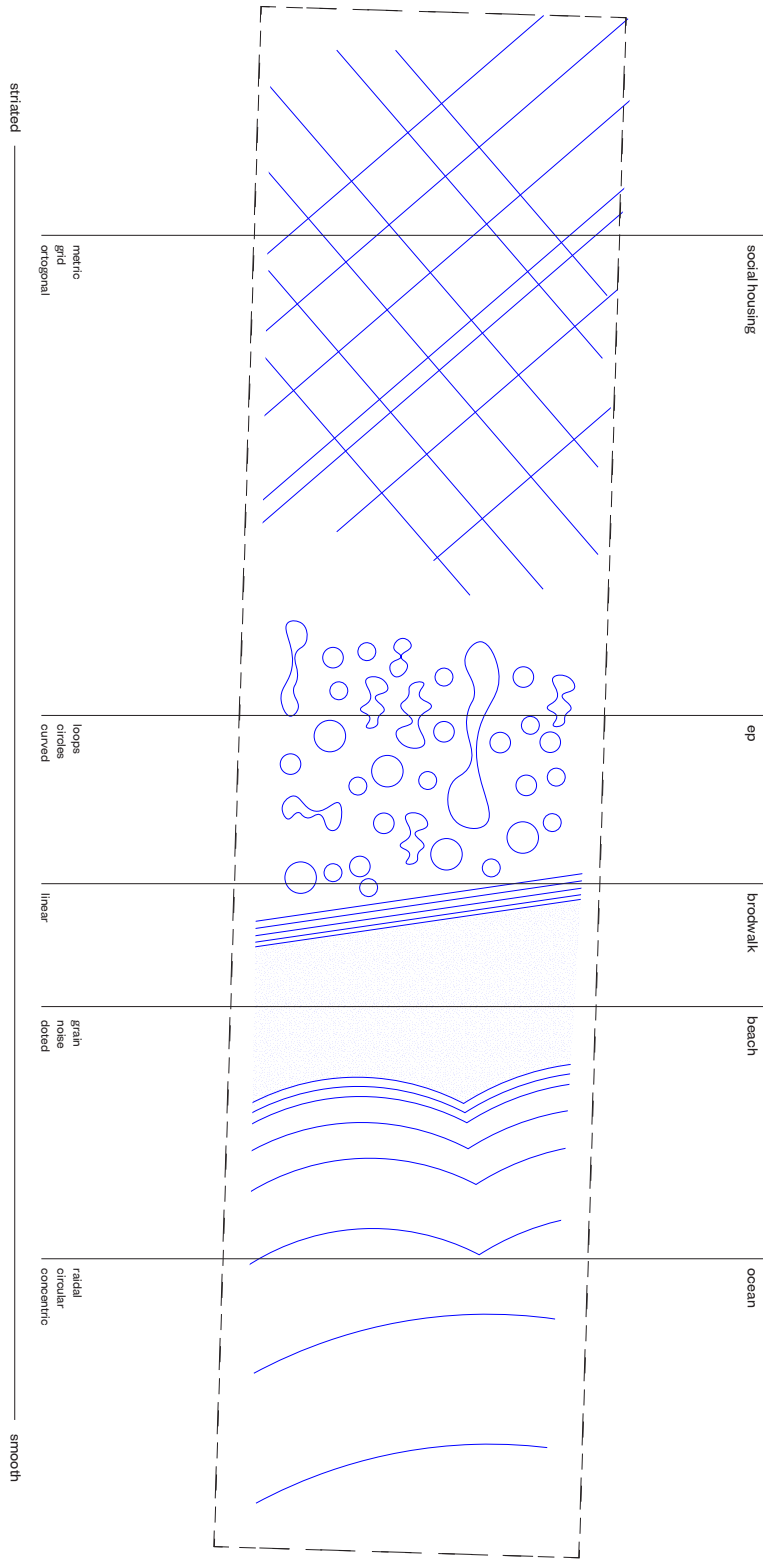 striated
smooth
metric
grid
ortogonal
loops
circles
curved
linear
grain
noise
doted
raidal
circular
concentric
social housing
ep
brodwalk
beach
ocean